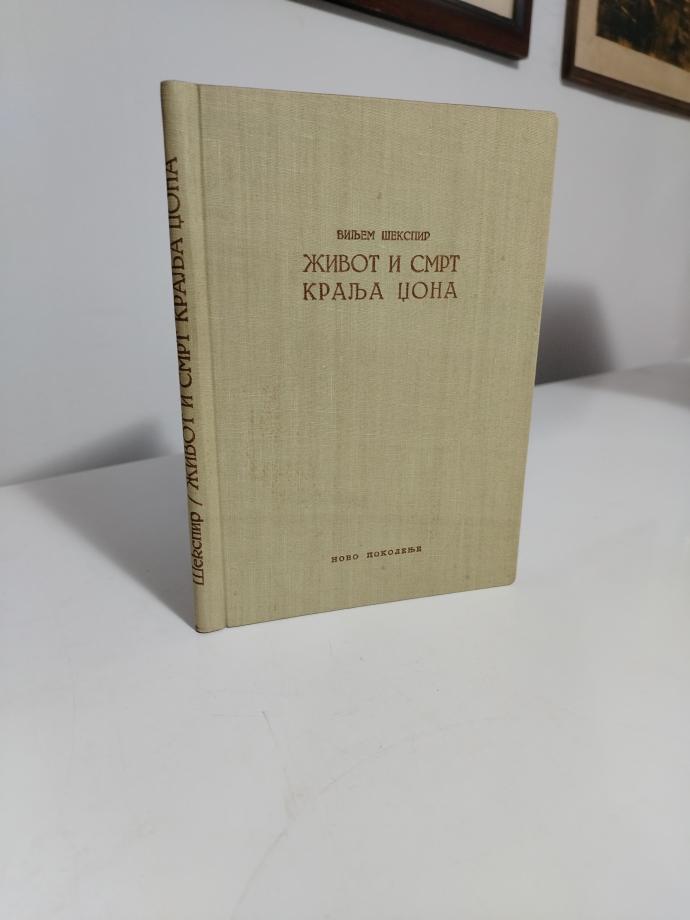 ВИЉЕМ ШЕКСПИР
ЖИВОТ И СМРТ
КРАЉА ЏОНА
НОВО ПОКОЛЕЊЕ
Шекспир / ЖИВОТ И СМРТ КРАЉА ЏОНА